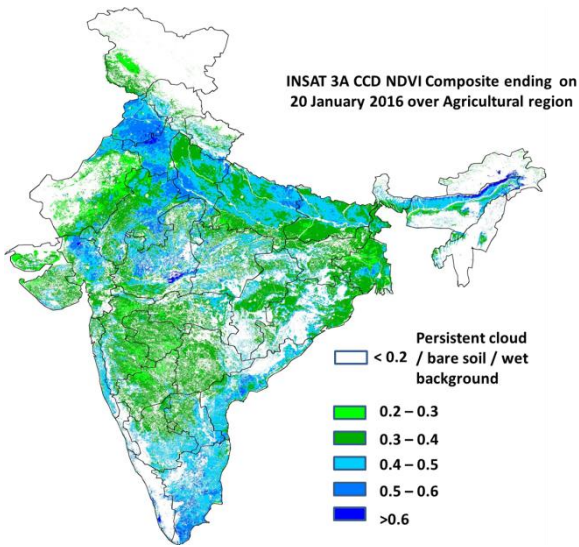 INSAT 3A CCD NDVI Composite ending on
20 January 2016 over Agricultural region
< 0.2
Persistent cloud
/ bare soil / wet
background
0.2 – 0.3
0.3 – 0.4
0.4 – 0.5
0.5 – 0.6
>0.6